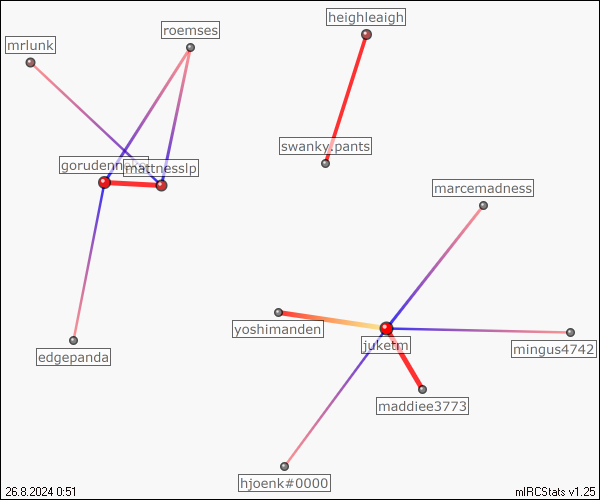 heighleaigh
roemses
mrlunk
swanky.pants
mattnesslp
marcemadness
yoshimanden
juketm
mingus4742
edgepanda
maddiee3773
hjoenk#0000
26.8.2024 0:51
mIRCStats v1.25